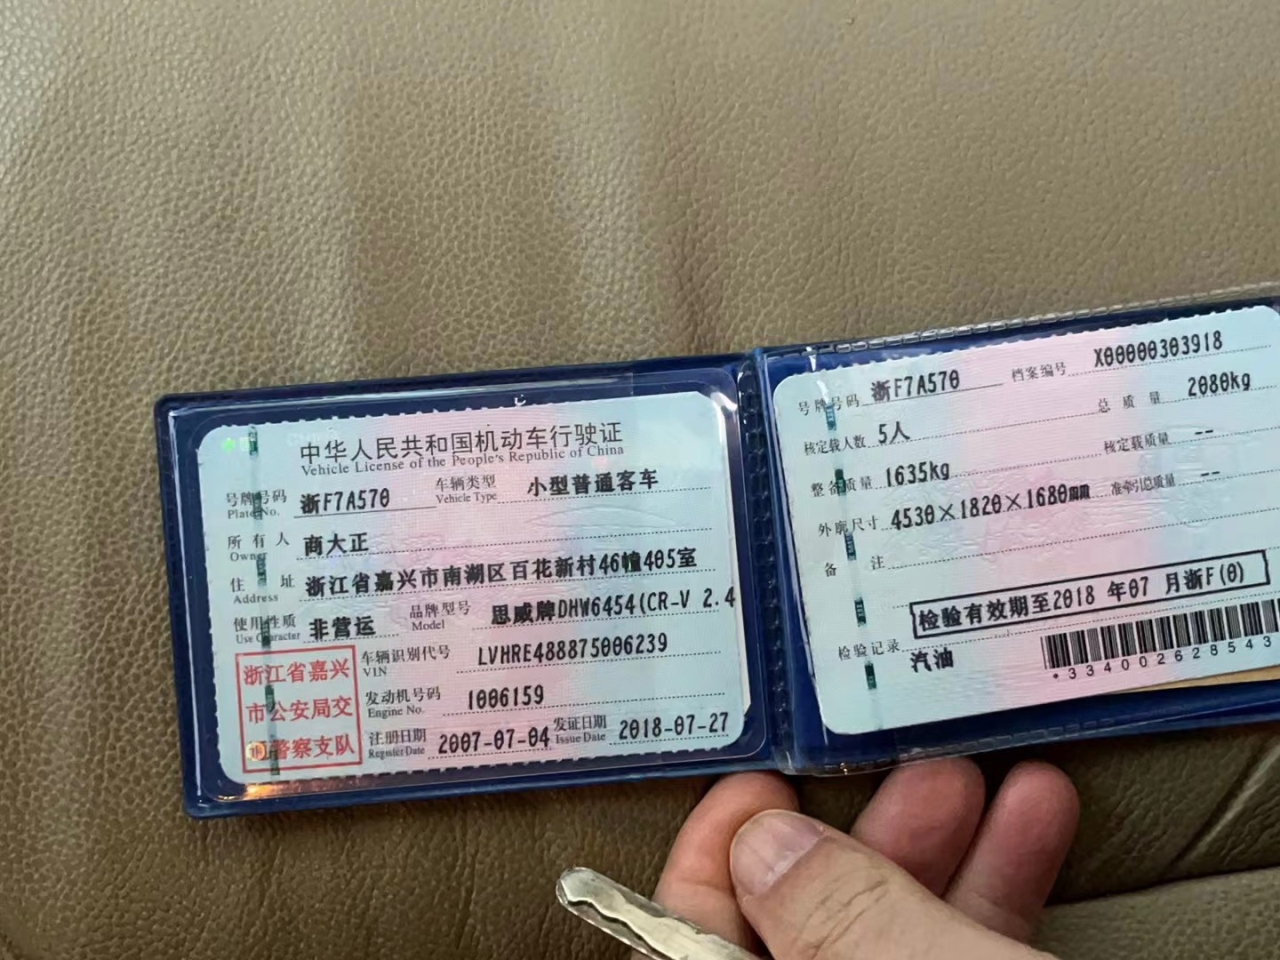 中华人民共和国机动车行驶证
Vehicle License of the People's Republic of China
号牌号码 浙F7A570 车辆类型 小型普通客车
Plate No. Vehicle Type
所有人 商大正
Owner
住址 浙江省嘉兴市南湖区百花新村46幢405室
Address
使用性质 非营运 品牌型号 思威牌DHW6454(CR-V 2.4
Use Character Model
浙江省嘉兴
市公安局交
警察支队
车辆识别代号 LVHRE488875006239
VIN
发动机号码 1006159
Engine No.
注册日期 2007-07-04 发证日期 2018-07-27
Register Date Issue Date
号牌号码 浙F7A570 档案编号 X00000303918
核定载人数 5人 总质量 2080kg
整备质量 1635kg 核定载质量 --
外廓尺寸 4530×1820×1680mm 准牵引总质量 --
备注
检验有效期至2018 年07 月浙F(0)
检验记录
汽油
*334002628543